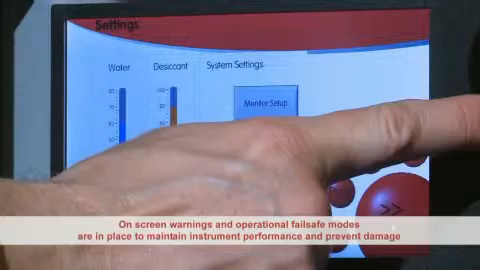 Settings
Water
Desiccant
System Settings
Monitor Setup
>>
On screen warnings and operational failsafe modes
are in place to maintain instrument performance and prevent damage